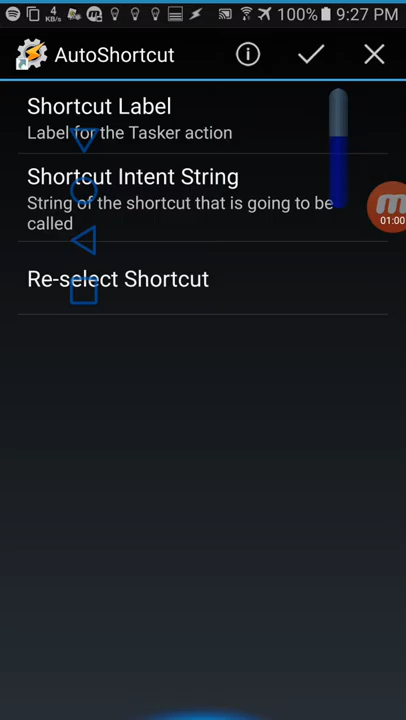 4 KB/s 100% 9:27 PM
AutoShortcut
Shortcut Label
Label for the Tasker action
Shortcut Intent String
String of the shortcut that is going to be
called
01:00
Re-select Shortcut